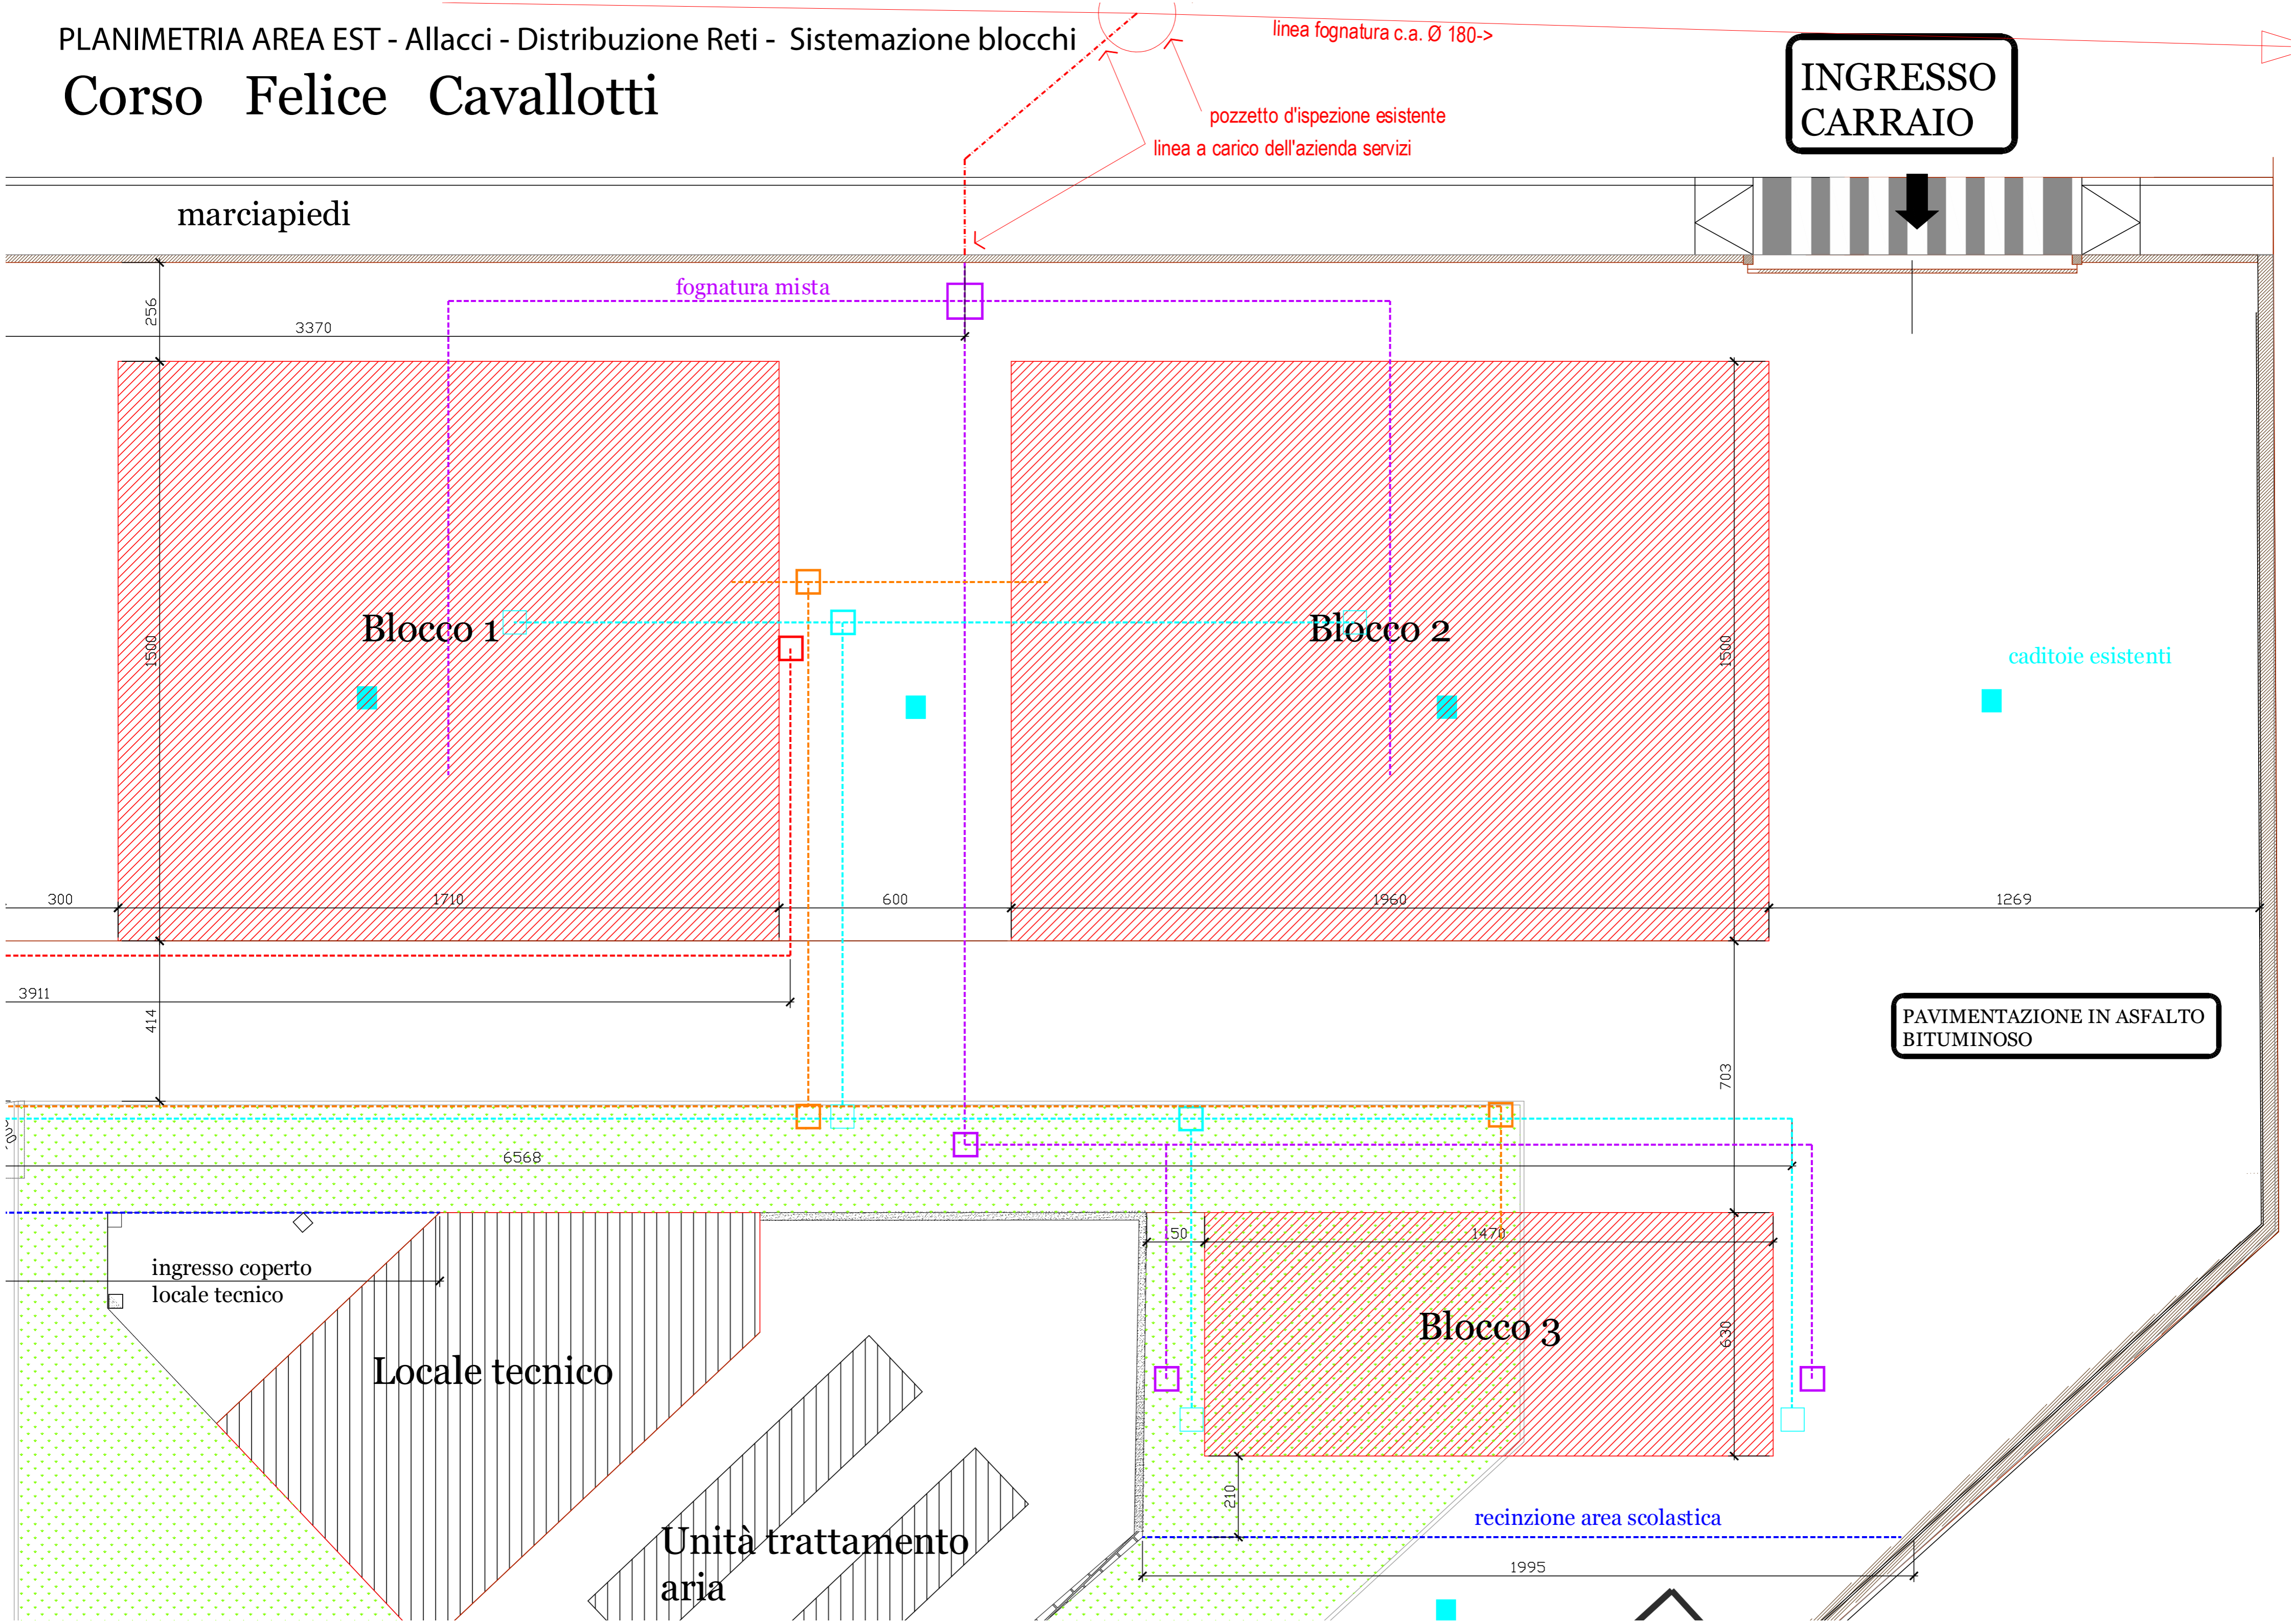 PLANIMETRIA AREA EST - Allacci - Distribuzione Reti - Sistemazione blocchi
Corso Felice Cavallotti
linea fognatura c.a. Ø 180->
pozzetto d'ispezione esistente
linea a carico dell'azienda servizi
INGRESSO
CARRAIO
marciapiedi
256
3370
fognatura mista
Blocco 1
Blocco 2
1500
1500
caditoie esistenti
300
1710
600
1960
1269
3911
414
703
PAVIMENTAZIONE IN ASFALTO
BITUMINOSO
6568
ingresso coperto
locale tecnico
150
1470
Locale tecnico
Blocco 3
630
210
recinzione area scolastica
1995
Unità trattamento
aria